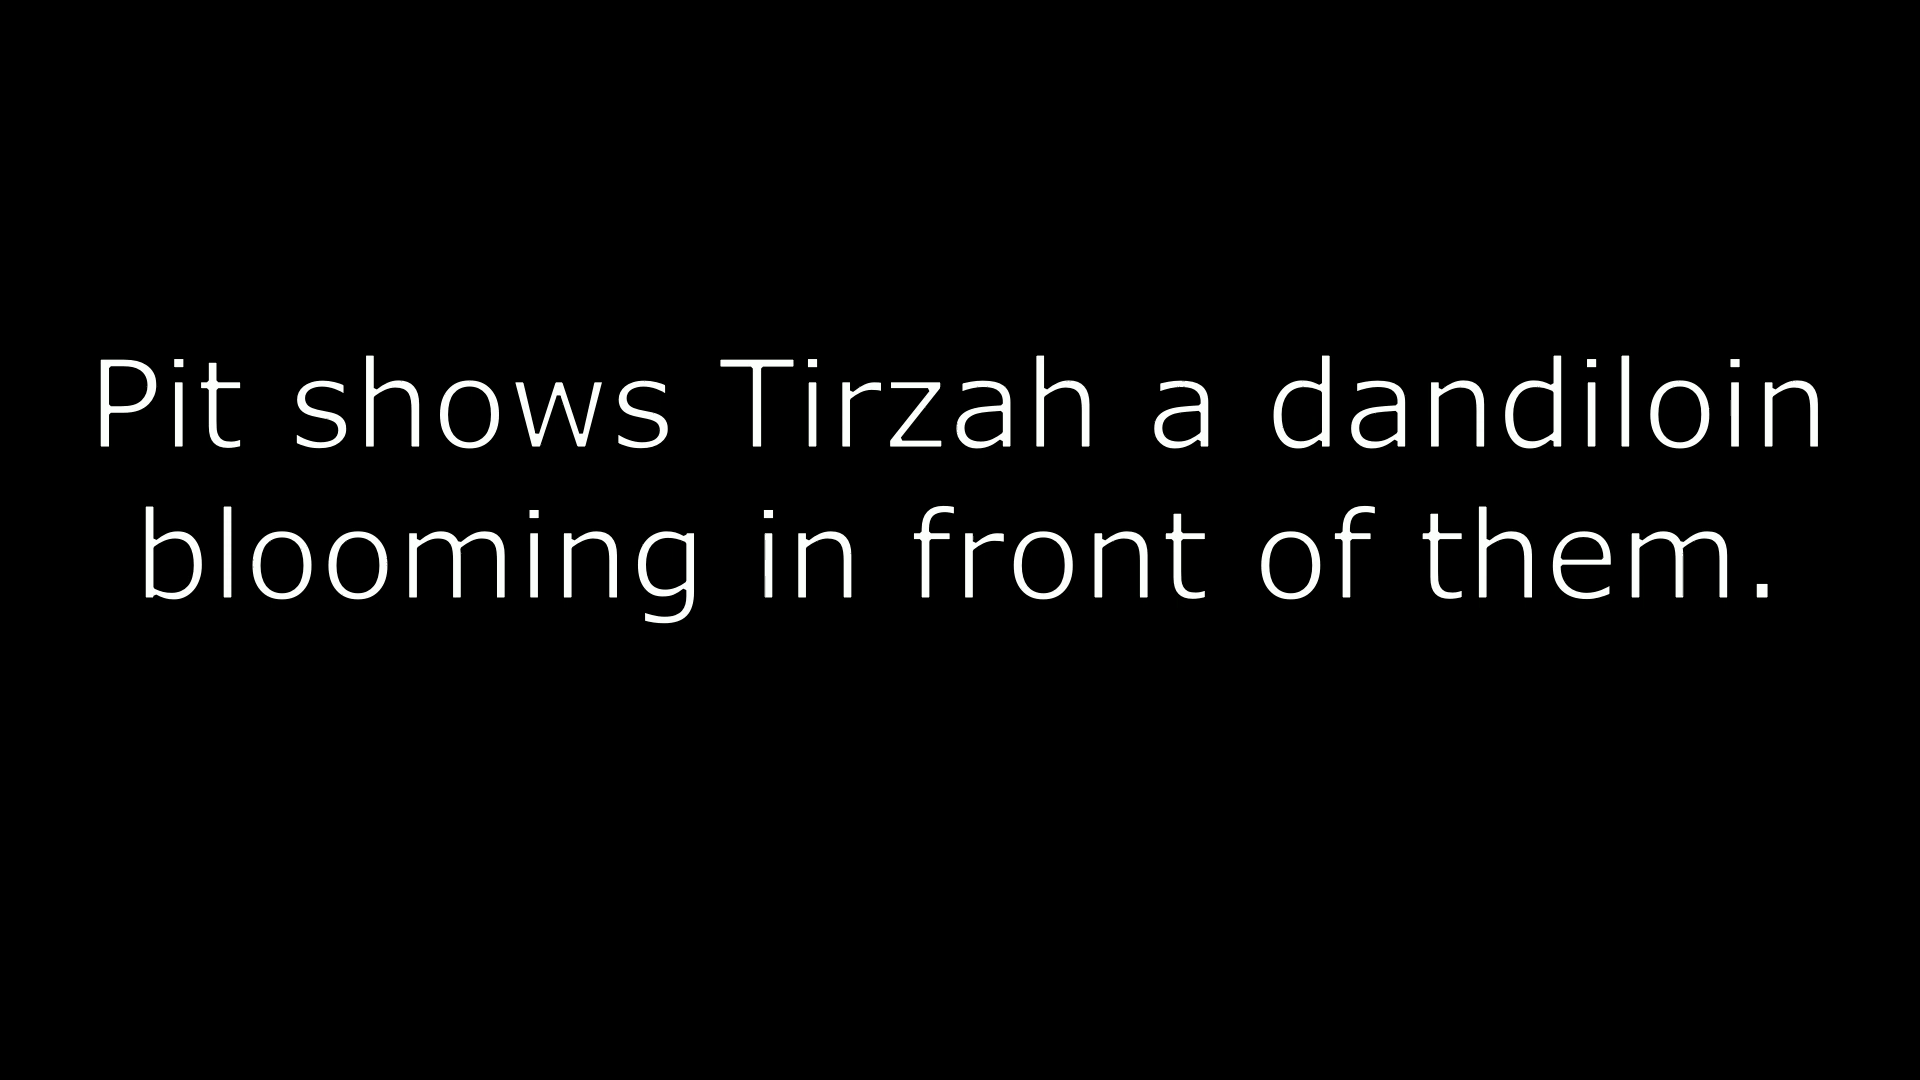 Pit shows Tirzah a dandiloin
blooming in front of them.